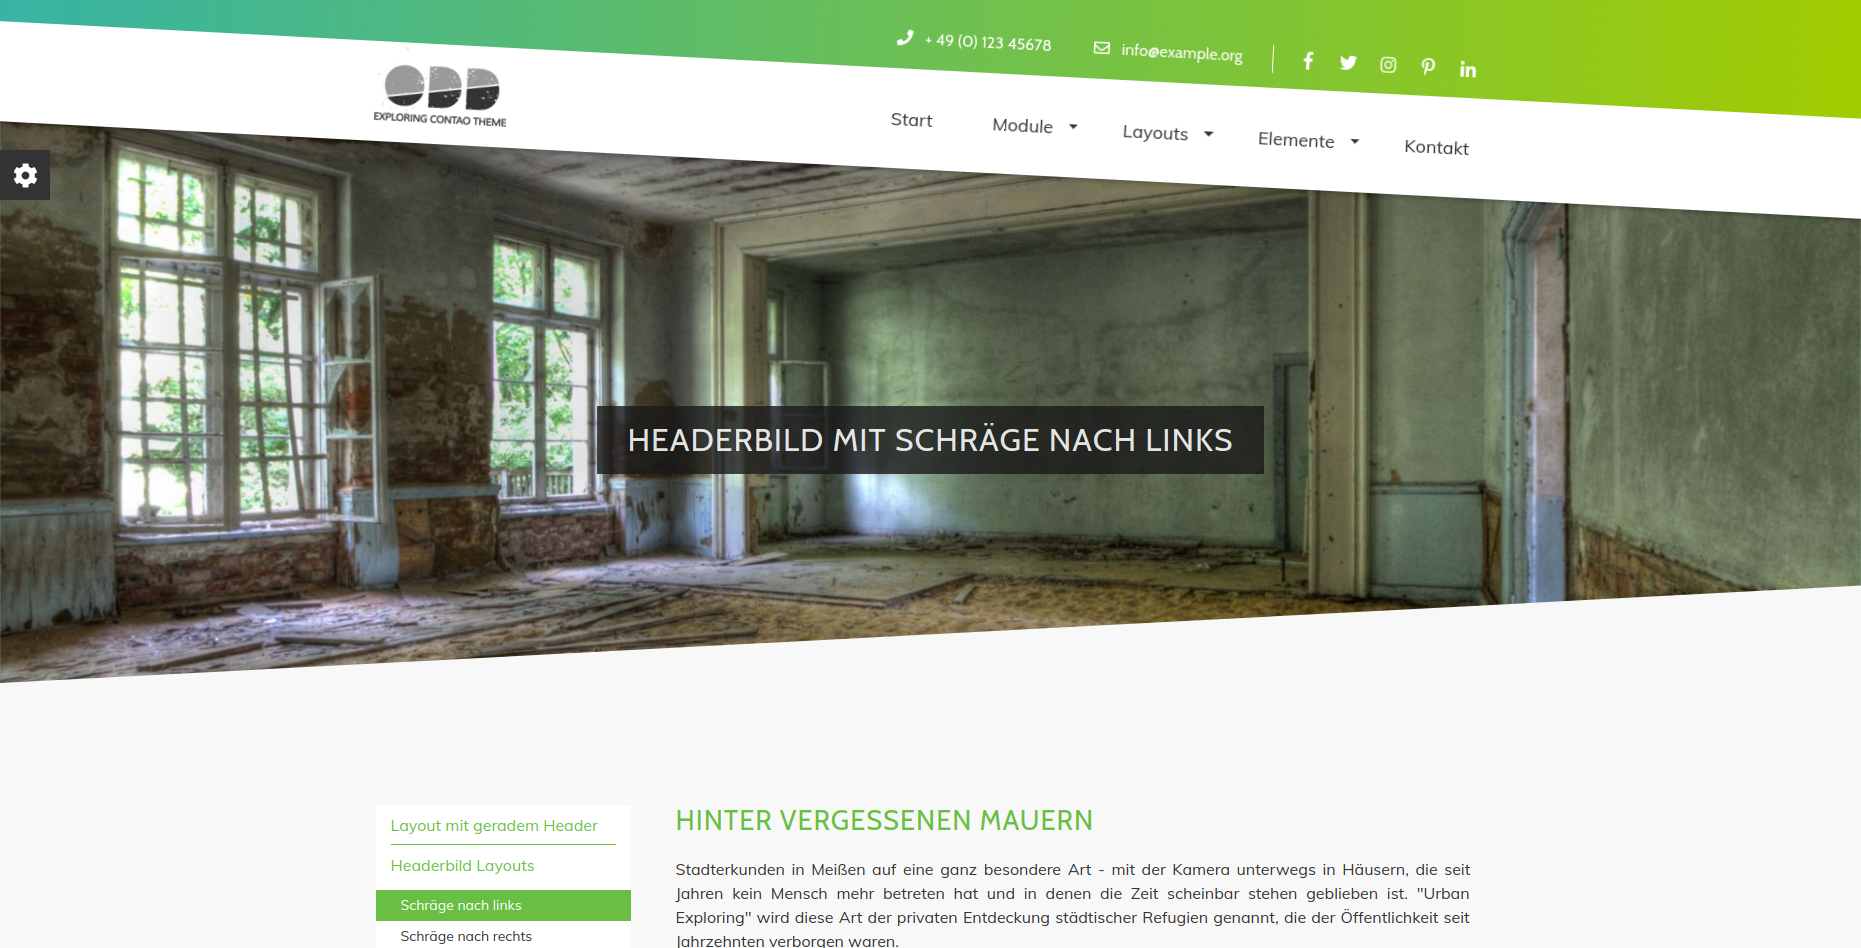 + 49 (0) 123 45678
info@example.org
ODD
EXPLORING CONTAO THEME
Start
Module
Layouts
Elemente
Kontakt
HEADERBILD MIT SCHRÄGE NACH LINKS
Layout mit geradem Header
Headerbild Layouts
Schräge nach links
Schräge nach rechts
HINTER VERGESSENEN MAUERN
Stadterkunden in Meißen auf eine ganz besondere Art - mit der Kamera unterwegs in Häusern, die seit
Jahren kein Mensch mehr betreten hat und in denen die Zeit scheinbar stehen geblieben ist. "Urban
Exploring" wird diese Art der privaten Entdeckung städtischer Refugien genannt, die der Öffentlichkeit seit
Jahrzehnten verborgen waren.